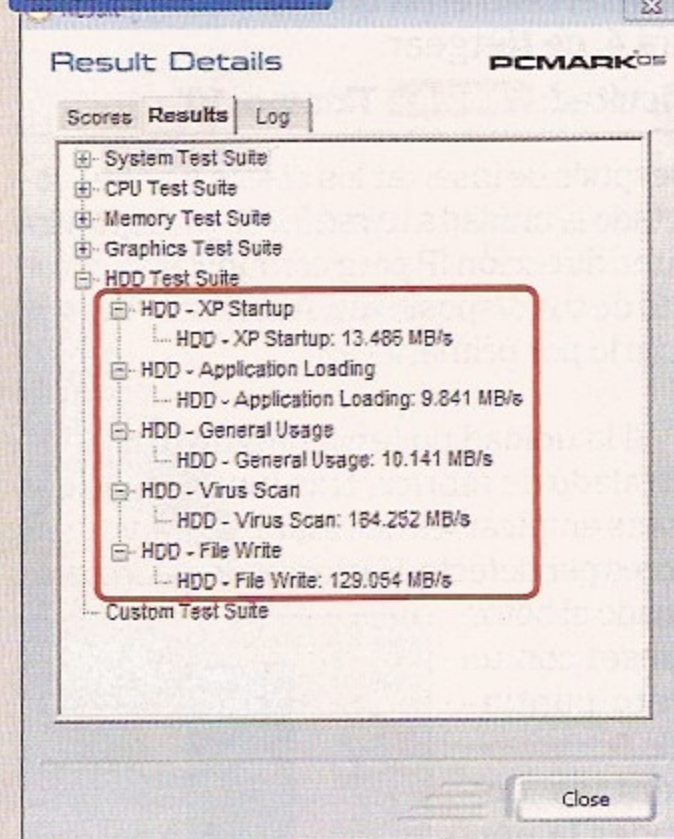 Result Details
PCMARK05
Scores Results Log
System Test Suite
CPU Test Suite
Memory Test Suite
Graphics Test Suite
HDD Test Suite
HDD - XP Startup
HDD - XP Startup: 13.486 MB/s
HDD - Application Loading
HDD - Application Loading: 9.841 MB/s
HDD - General Usage
HDD - General Usage: 10.141 MB/s
HDD - Virus Scan
HDD - Virus Scan: 164.252 MB/s
HDD - File Write
HDD - File Write: 129.054 MB/s
Custom Test Suite
Close